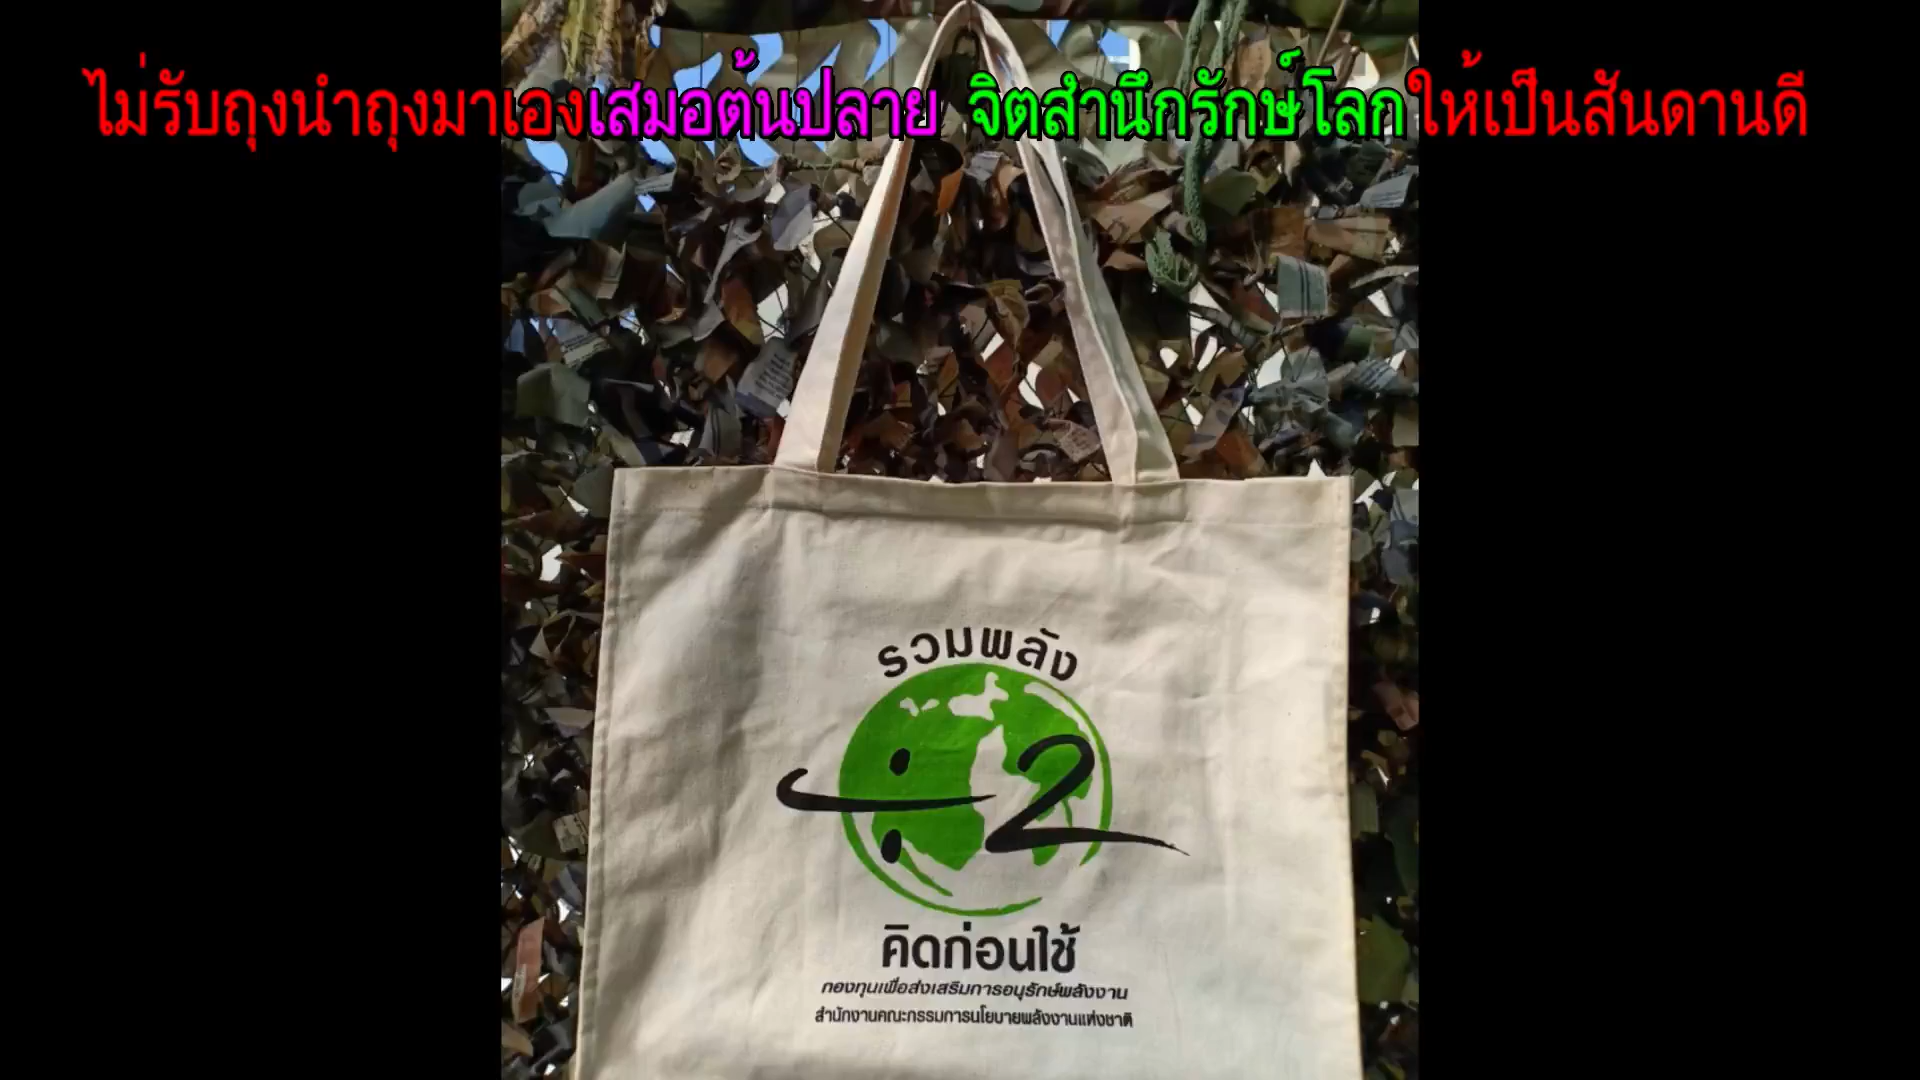 ไม่รับถุงนำถุงมาเองเสมอต้นปลาย จิตสำนึกรักษ์โลกให้เป็นสันดานดี
รวมพลัง
÷2
คิดก่อนใช้
กองทุนเพื่อส่งเสริมการอนุรักษ์พลังงาน
สำนักงานคณะกรรมการนโยบายพลังงานแห่งชาติ